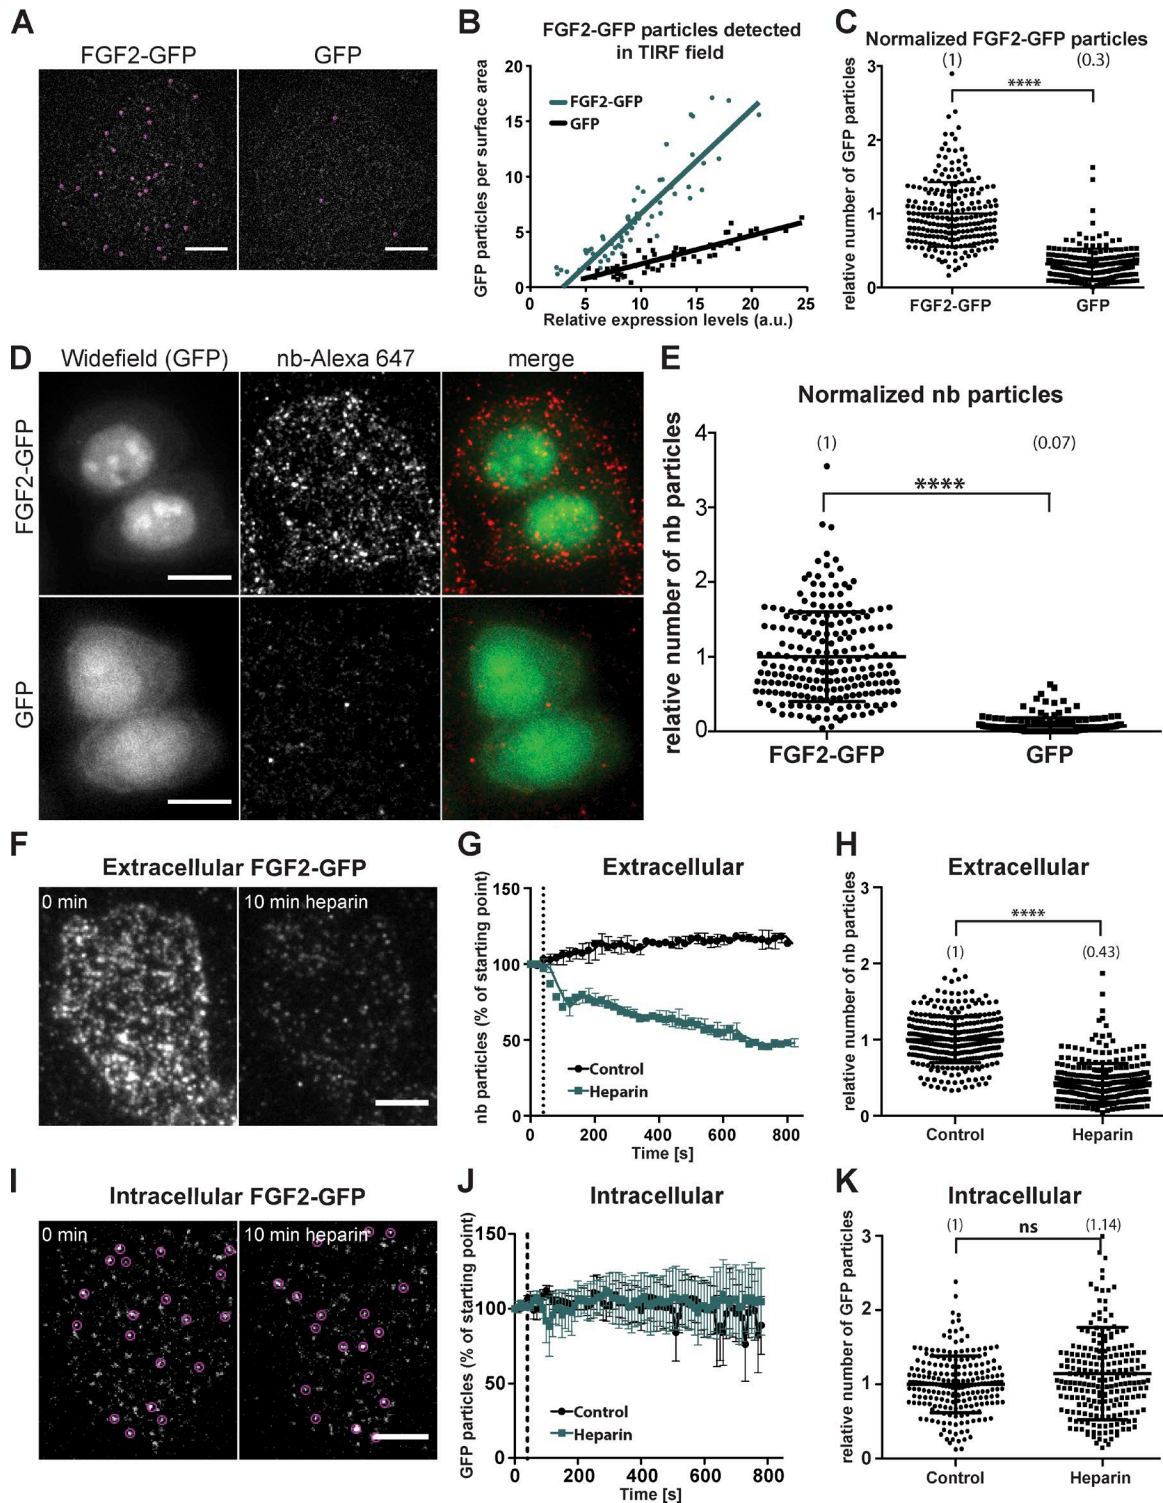 A
FGF2-GFP
GFP
B
FGF2-GFP particles detected
in TIRF field
GFP particles per surface area
20
15
10
5
0
FGF2-GFP
GFP
0
5
10
15
20
25
Relative expression levels (a.u.)
C
Normalized FGF2-GFP particles
(1)
(0.3)
****
relative number of GFP particles
3
2
1
0
FGF2-GFP
GFP
D
Widefield (GFP)
nb-Alexa 647
merge
FGF2-GFP
GFP
E
Normalized nb particles
(1)
(0.07)
****
relative number of nb particles
4
3
2
1
0
FGF2-GFP
GFP
F
Extracellular FGF2-GFP
0 min
10 min heparin
G
Extracellular
nb particles (% of starting point)
150
100
50
0
Control
Heparin
0
200
400
600
800
Time [s]
H
Extracellular
****
(1)
(0.43)
relative number of nb particles
3
2
1
0
Control
Heparin
I
Intracellular FGF2-GFP
0 min
10 min heparin
J
Intracellular
GFP particles (% of starting point)
150
100
50
0
Control
Heparin
0
200
400
600
800
Time [s]
K
Intracellular
(1)
ns
(1.14)
relative number of GFP particles
3
2
1
0
Control
Heparin